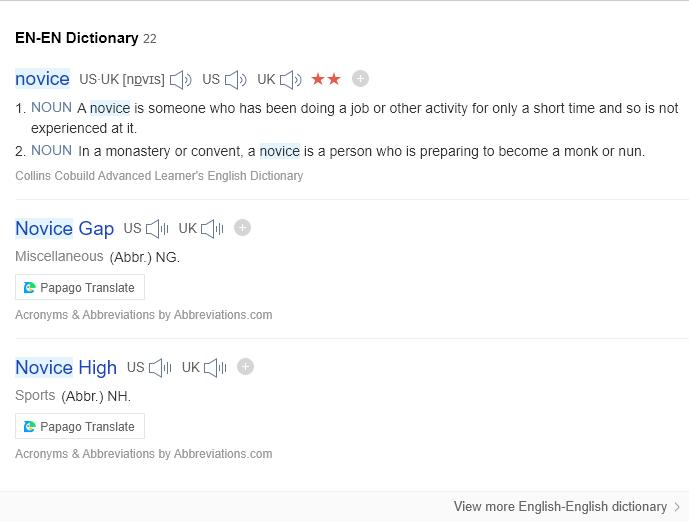 EN-EN Dictionary 22
novice US·UK [nɒvɪs] US UK ★★
1. NOUN A novice is someone who has been doing a job or other activity for only a short time and so is not
experienced at it.
2. NOUN In a monastery or convent, a novice is a person who is preparing to become a monk or nun.
Collins Cobuild Advanced Learner's English Dictionary
Novice Gap US UK
Miscellaneous (Abbr.) NG.
Papago Translate
Acronyms & Abbreviations by Abbreviations.com
Novice High US UK
Sports (Abbr.) NH.
Papago Translate
Acronyms & Abbreviations by Abbreviations.com
View more English-English dictionary